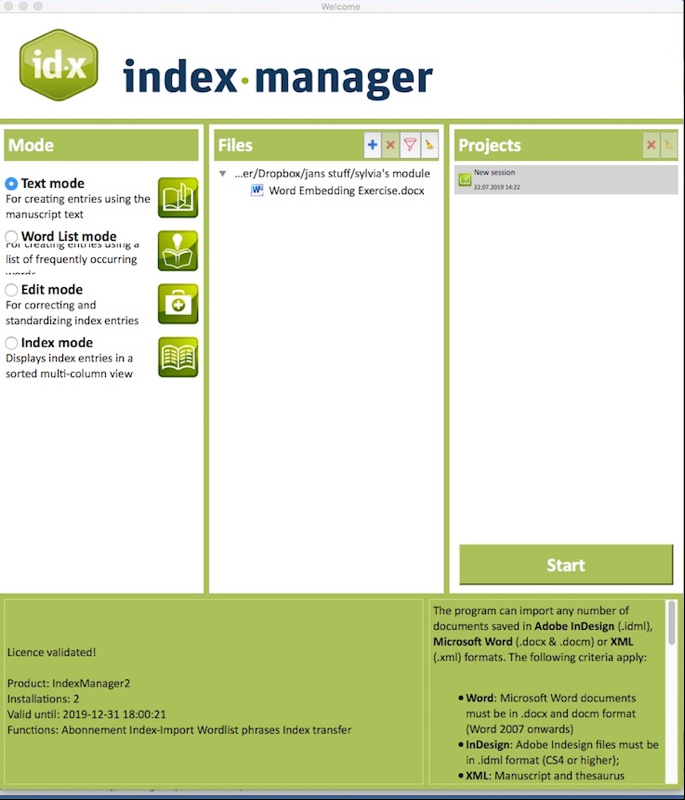 Welcome
id·x
index·manager
Mode
Text mode
For creating entries using the
manuscript text
Word List mode
For creating entries using a
list of frequently occurring
words
Edit mode
For correcting and
standardizing index entries
Index mode
Displays index entries in a
sorted multi-column view
Files
...er/Dropbox/jans stuff/sylvia's module
Word Embedding Exercise.docx
Projects
New session
22.07.2019 14:22
Start
Licence validated!
Product: IndexManager2
Installations: 2
Valid until: 2019-12-31 18:00:21
Functions: Abonnement Index-Import Wordlist phrases Index transfer
The program can import any number of
documents saved in Adobe InDesign (.idml),
Microsoft Word (.docx & .docm) or XML
(.xml) formats. The following criteria apply:
• Word: Microsoft Word documents
must be in .docx and docm format
(Word 2007 onwards)
• InDesign: Adobe Indesign files must be
in .idml format (CS4 or higher);
• XML: Manuscript and thesaurus